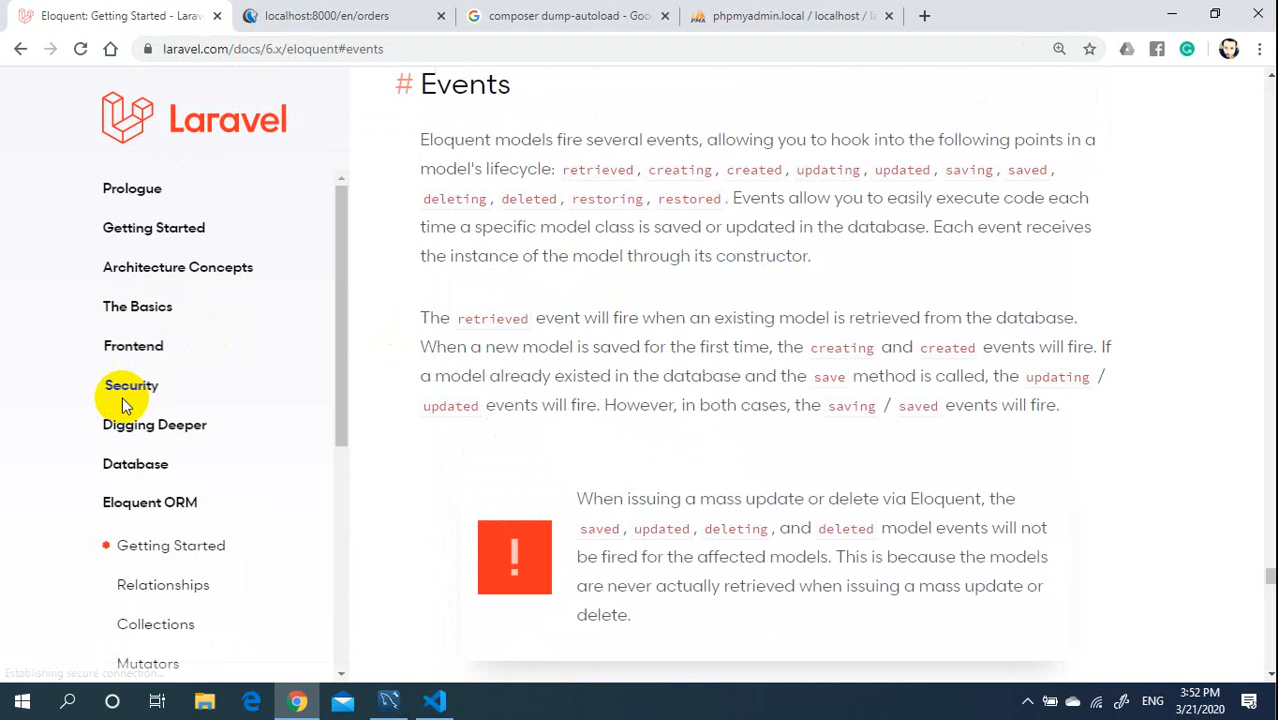 Eloquent: Getting Started - Larav
localhost:8000/en/orders
composer dump-autoload - Goo
phpmyadmin.local / localhost / la
laravel.com/docs/6.x/eloquent#events
Laravel
Prologue
Getting Started
Architecture Concepts
The Basics
Frontend
Security
Digging Deeper
Database
Eloquent ORM
Getting Started
Relationships
Collections
Mutators
# Events
Eloquent models fire several events, allowing you to hook into the following points in a
model's lifecycle: retrieved, creating, created, updating, updated, saving, saved,
deleting, deleted, restoring, restored. Events allow you to easily execute code each
time a specific model class is saved or updated in the database. Each event receives
the instance of the model through its constructor.
The retrieved event will fire when an existing model is retrieved from the database.
When a new model is saved for the first time, the creating and created events will fire. If
a model already existed in the database and the save method is called, the updating /
updated events will fire. However, in both cases, the saving / saved events will fire.
!
When issuing a mass update or delete via Eloquent, the
saved, updated, deleting, and deleted model events will not
be fired for the affected models. This is because the models
are never actually retrieved when issuing a mass update or
delete.
Establishing secure connection...
ENG
3:52 PM
3/21/2020